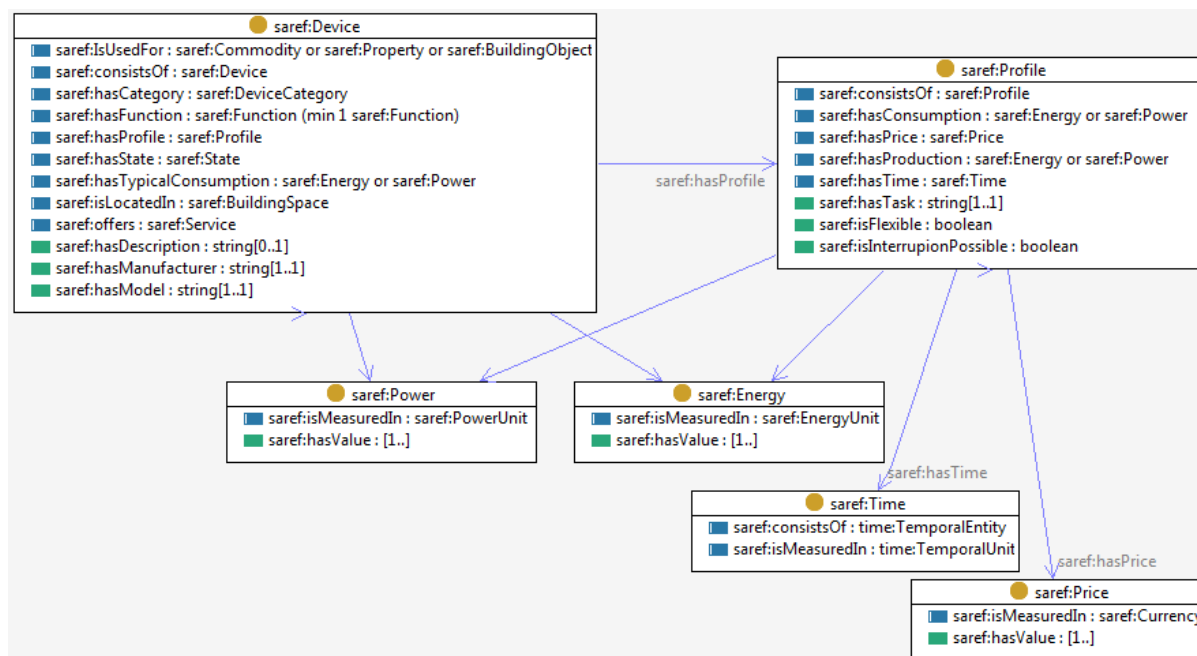 saref:Device
saref:IsUsedFor : saref:Commodity or saref:Property or saref:BuildingObject
saref:consistsOf : saref:Device
saref:hasCategory : saref:DeviceCategory
saref:hasFunction : saref:Function (min 1 saref:Function)
saref:hasProfile : saref:Profile
saref:hasState : saref:State
saref:hasTypicalConsumption : saref:Energy or saref:Power
saref:isLocatedIn : saref:BuildingSpace
saref:offers : saref:Service
saref:hasDescription : string[0..1]
saref:hasManufacturer : string[1..1]
saref:hasModel : string[1..1]
saref:hasProfile
saref:Profile
saref:consistsOf : saref:Profile
saref:hasConsumption : saref:Energy or saref:Power
saref:hasPrice : saref:Price
saref:hasProduction : saref:Energy or saref:Power
saref:hasTime : saref:Time
saref:hasTask : string[1..1]
saref:isFlexible : boolean
saref:isInterrupionPossible : boolean
saref:Power
saref:isMeasuredIn : saref:PowerUnit
saref:hasValue : [1..]
saref:Energy
saref:isMeasuredIn : saref:EnergyUnit
saref:hasValue : [1..]
saref:hasTime
saref:Time
saref:consistsOf : time:TemporalEntity
saref:isMeasuredIn : time:TemporalUnit
saref:hasPrice
saref:Price
saref:isMeasuredIn : saref:Currency
saref:hasValue : [1..]